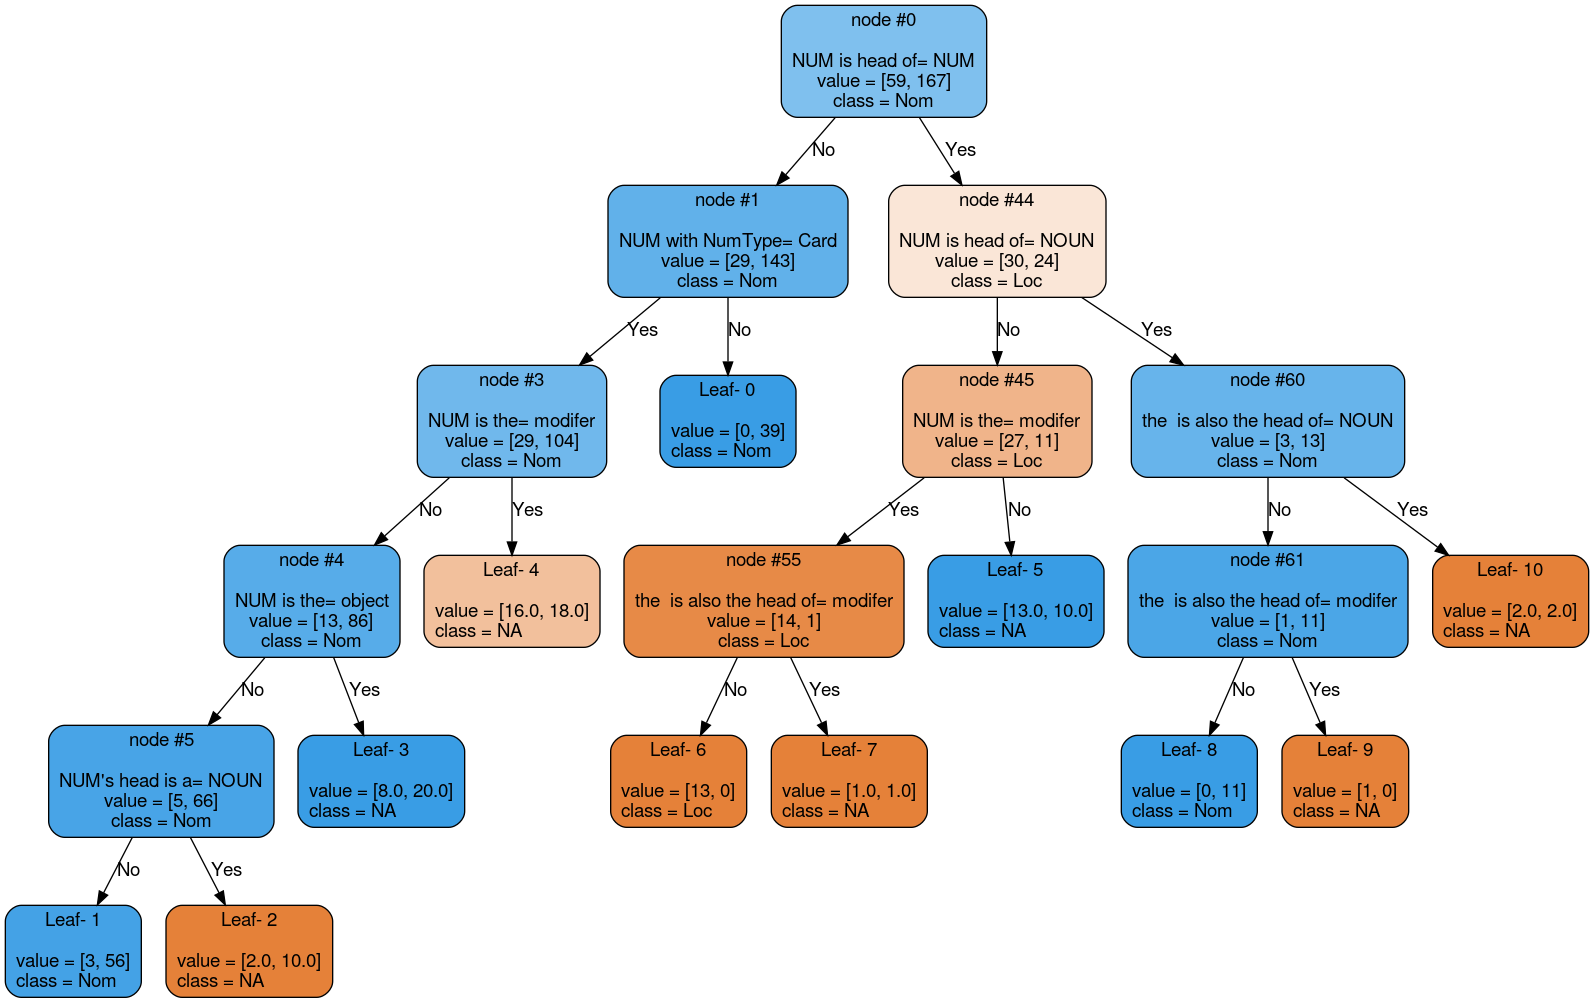 node #0
NUM is head of= NUM
value = [59, 167]
class = Nom
No
Yes
node #1
NUM with NumType= Card
value = [29, 143]
class = Nom
node #44
NUM is head of= NOUN
value = [30, 24]
class = Loc
Yes
No
No
Yes
node #3
NUM is the= modifer
value = [29, 104]
class = Nom
Leaf- 0
value = [0, 39]
class = Nom
node #45
NUM is the= modifer
value = [27, 11]
class = Loc
node #60
the  is also the head of= NOUN
value = [3, 13]
class = Nom
No
Yes
Yes
No
No
Yes
node #4
NUM is the= object
value = [13, 86]
class = Nom
Leaf- 4
value = [16.0, 18.0]
class = NA
node #55
the  is also the head of= modifer
value = [14, 1]
class = Loc
Leaf- 5
value = [13.0, 10.0]
class = NA
node #61
the  is also the head of= modifer
value = [1, 11]
class = Nom
Leaf- 10
value = [2.0, 2.0]
class = NA
No
Yes
No
Yes
No
Yes
node #5
NUM's head is a= NOUN
value = [5, 66]
class = Nom
Leaf- 3
value = [8.0, 20.0]
class = NA
Leaf- 6
value = [13, 0]
class = Loc
Leaf- 7
value = [1.0, 1.0]
class = NA
Leaf- 8
value = [0, 11]
class = Nom
Leaf- 9
value = [1, 0]
class = NA
No
Yes
Leaf- 1
value = [3, 56]
class = Nom
Leaf- 2
value = [2.0, 10.0]
class = NA